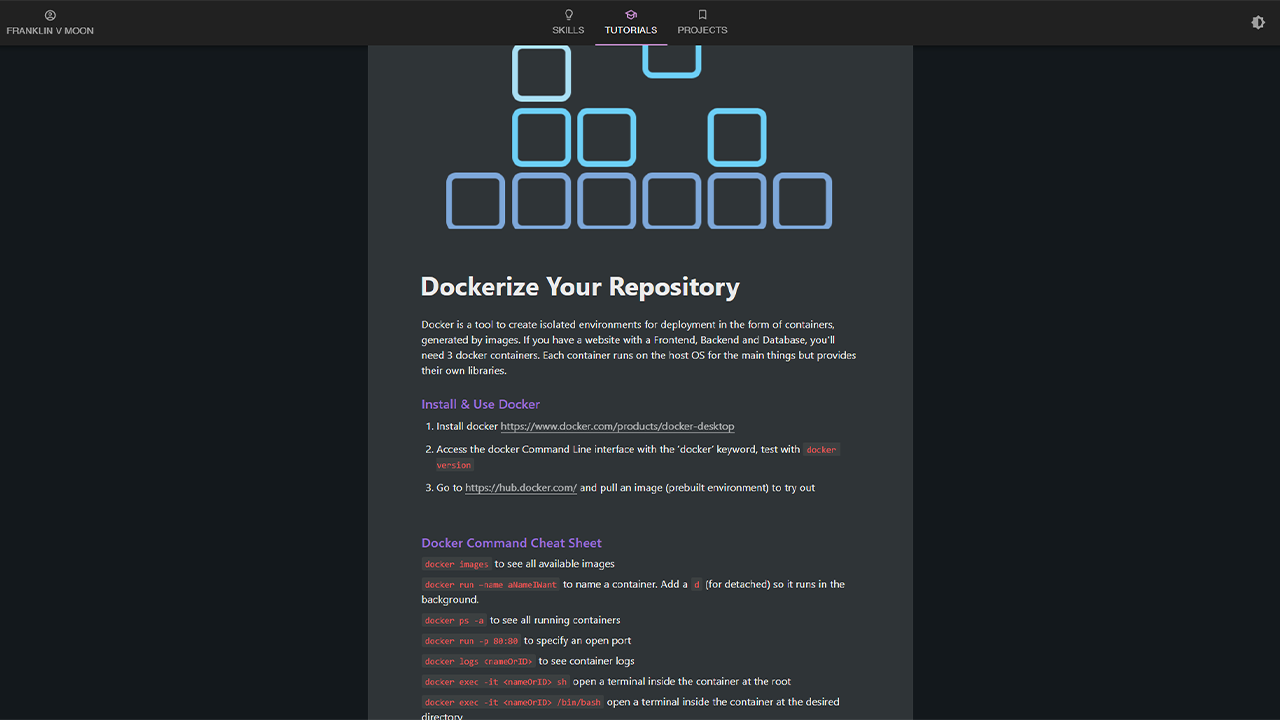 FRANKLIN V MOON
SKILLS
TUTORIALS
PROJECTS
Dockerize Your Repository
Docker is a tool to create isolated environments for deployment in the form of containers,
generated by images. If you have a website with a Frontend, Backend and Database, you'll
need 3 docker containers. Each container runs on the host OS for the main things but provides
their own libraries.
Install & Use Docker
1. Install docker https://www.docker.com/products/docker-desktop
2. Access the docker Command Line interface with the 'docker' keyword, test with docker
version
3. Go to https://hub.docker.com/ and pull an image (prebuilt environment) to try out
Docker Command Cheat Sheet
docker images to see all available images
docker run –name aNameIWant to name a container. Add a d (for detached) so it runs in the
background.
docker ps -a to see all running containers
docker run -p 80:80 to specify an open port
docker logs <nameOrID> to see container logs
docker exec -it <nameOrID> sh open a terminal inside the container at the root
docker exec -it <nameOrID> /bin/bash open a terminal inside the container at the desired
directory